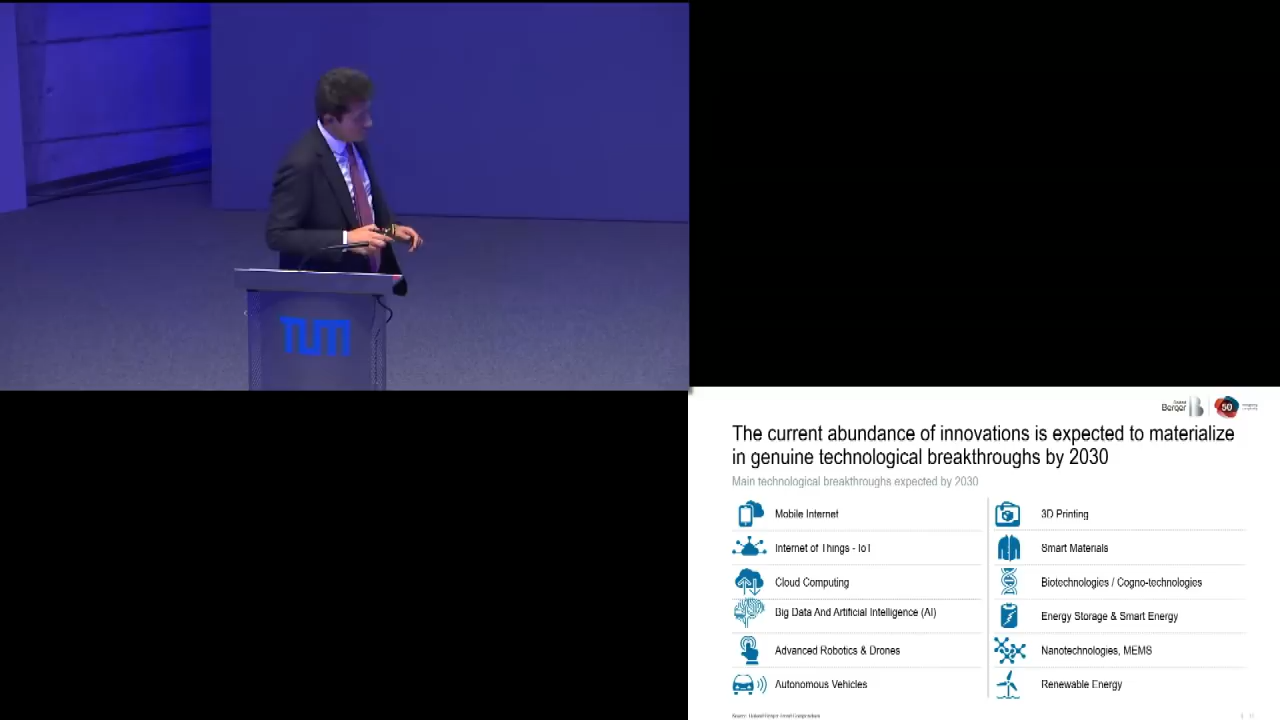 TUM
Berger
50
The current abundance of innovations is expected to materialize
in genuine technological breakthroughs by 2030
Main technological breakthroughs expected by 2030
Mobile Internet
Internet of Things - IoT
Cloud Computing
Big Data And Artificial Intelligence (AI)
Advanced Robotics & Drones
Autonomous Vehicles
3D Printing
Smart Materials
Biotechnologies / Cogno-technologies
Energy Storage & Smart Energy
Nanotechnologies, MEMS
Renewable Energy